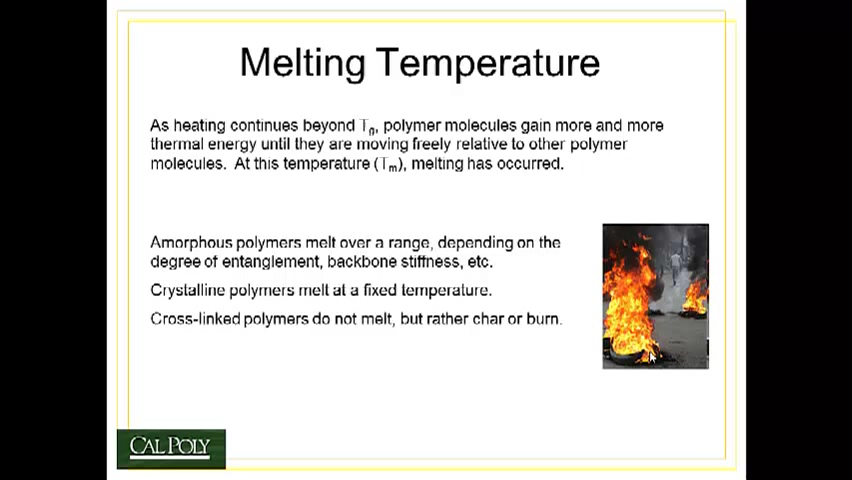 Melting Temperature
As heating continues beyond Tg, polymer molecules gain more and more
thermal energy until they are moving freely relative to other polymer
molecules. At this temperature (Tm), melting has occurred.
Amorphous polymers melt over a range, depending on the
degree of entanglement, backbone stiffness, etc.
Crystalline polymers melt at a fixed temperature.
Cross-linked polymers do not melt, but rather char or burn.
CAL POLY